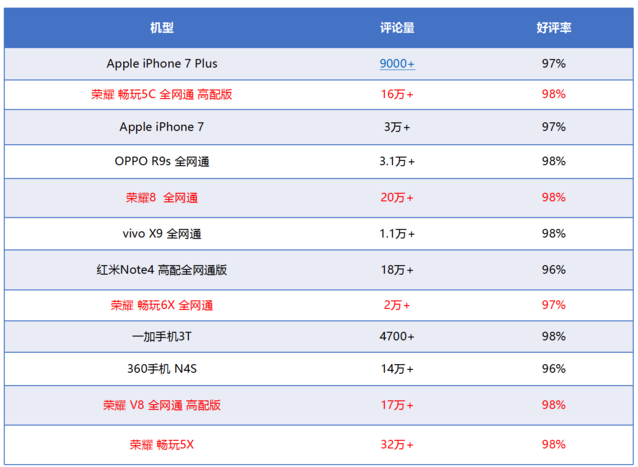 机型 评论量 好评率
Apple iPhone 7 Plus 9000+ 97%
荣耀 畅玩5C 全网通 高配版 16万+ 98%
Apple iPhone 7 3万+ 97%
OPPO R9s 全网通 3.1万+ 98%
荣耀8 全网通 20万+ 98%
vivo X9 全网通 1.1万+ 98%
红米Note4 高配全网通版 18万+ 96%
荣耀 畅玩6X 全网通 2万+ 97%
一加手机3T 4700+ 98%
360手机 N4S 14万+ 96%
荣耀 V8 全网通 高配版 17万+ 98%
荣耀 畅玩5X 32万+ 98%